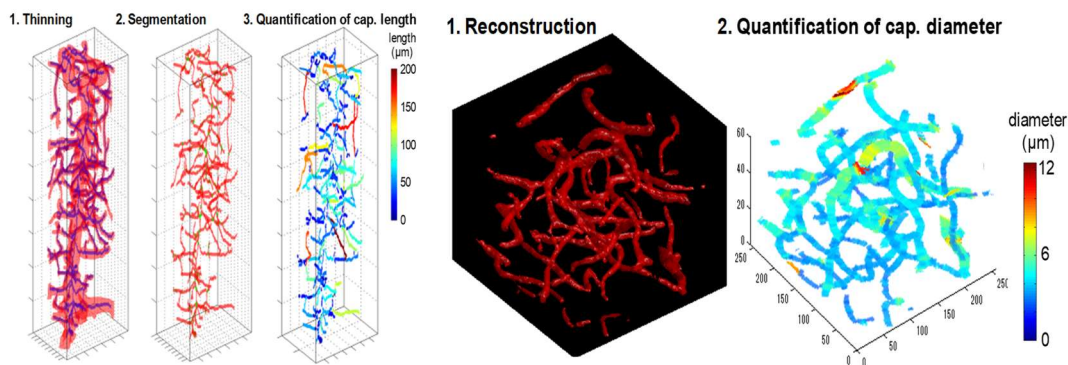 1. Thinning
2. Segmentation
3. Quantification of cap. length
length
(µm)
200
150
100
50
0
1. Reconstruction
2. Quantification of cap. diameter
60
40
20
0
250
200
150
100
50
0
0
50
100
150
200
250
diameter
(µm)
12
6
0